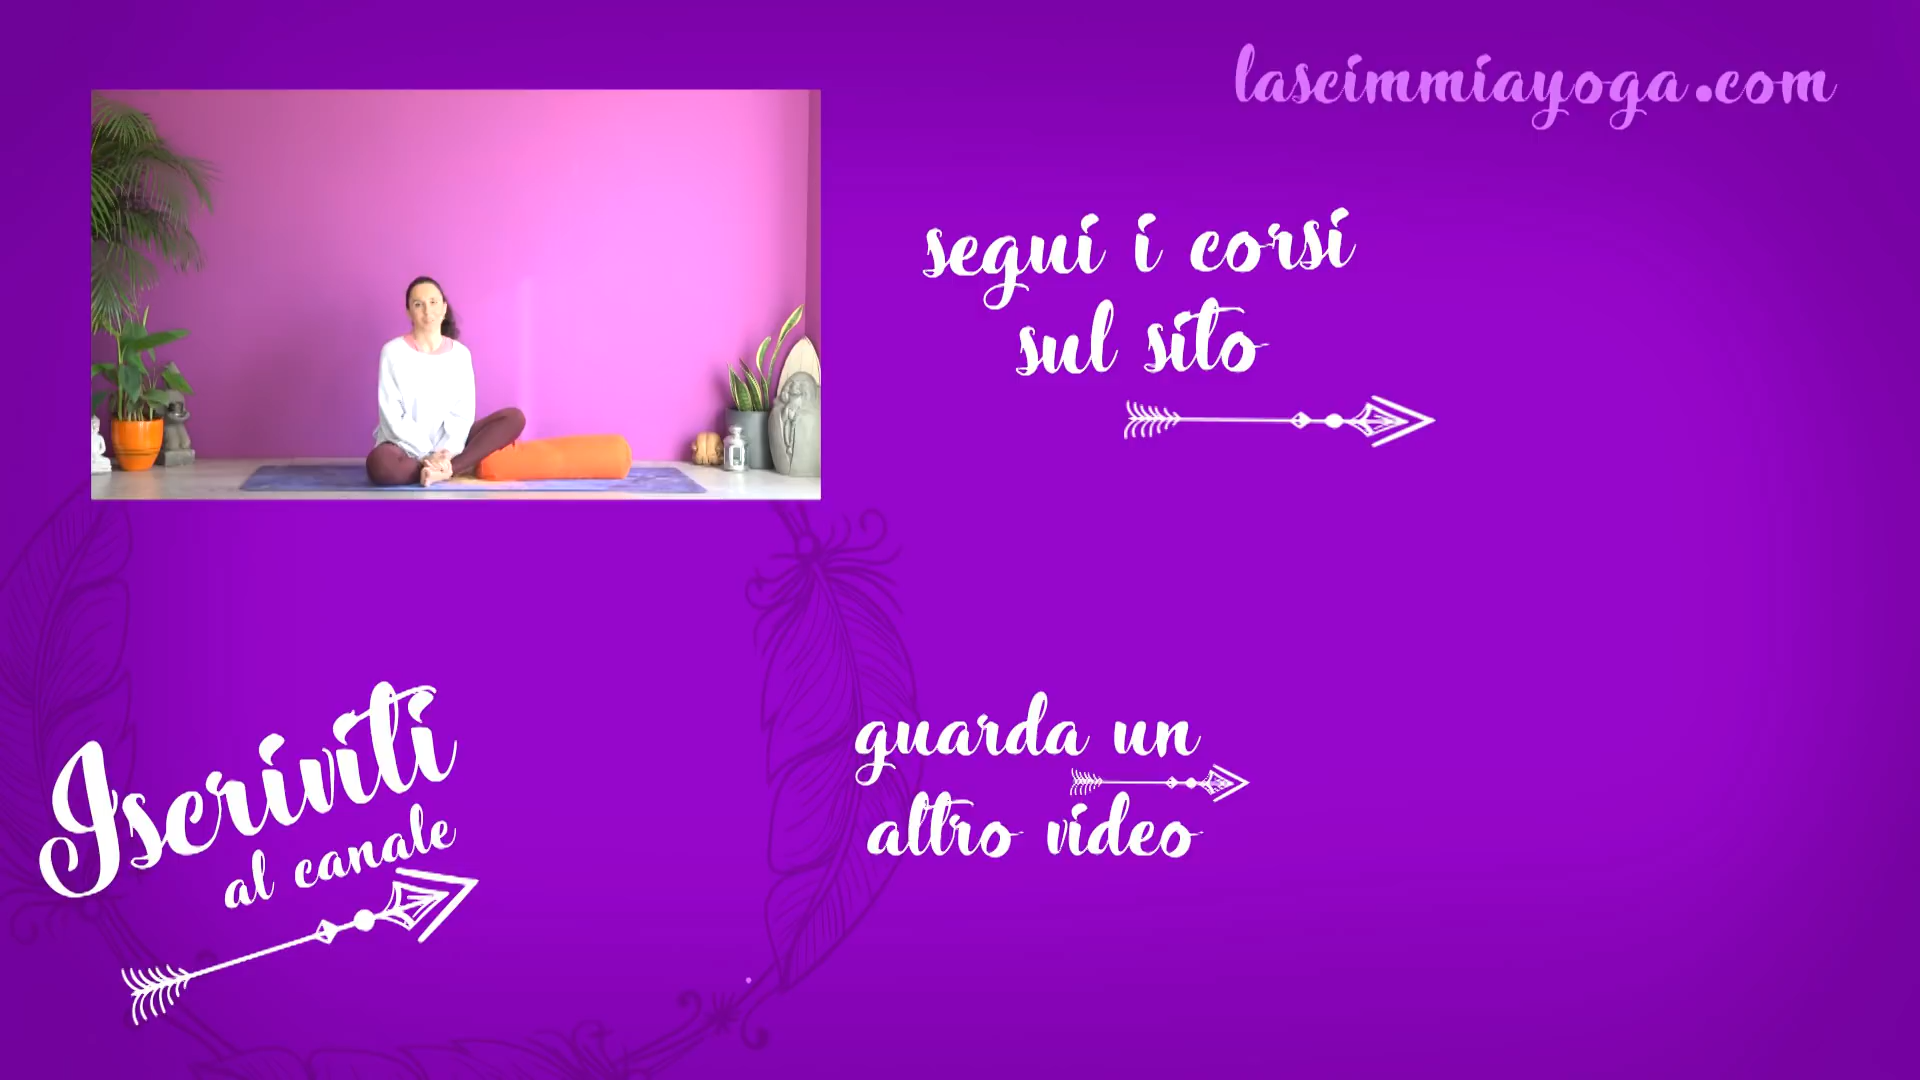 lascimmiayoga.com
segui i corsi
sul sito
Iscriviti
al canale
guarda un
altro video